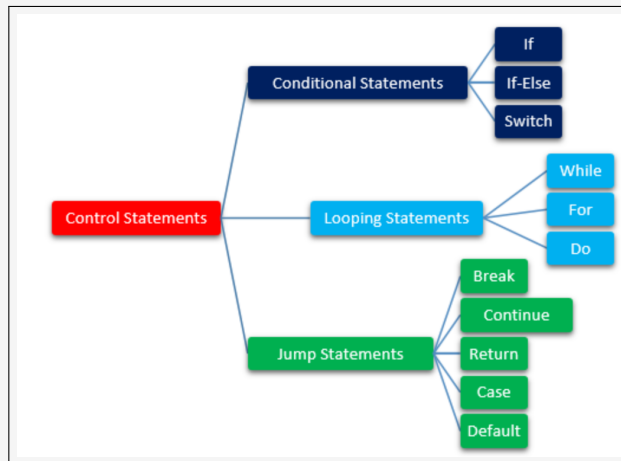 Control Statements
Conditional Statements
If
If-Else
Switch
Looping Statements
While
For
Do
Jump Statements
Break
Continue
Return
Case
Default